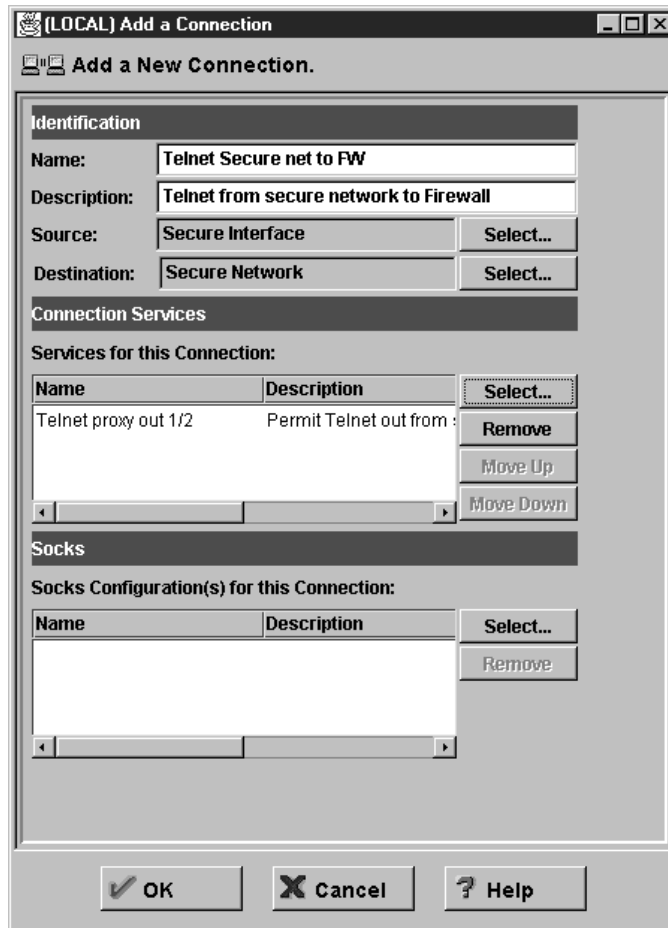 (LOCAL) Add a Connection
Add a New Connection.
Identification
Name: Telnet Secure net to FW
Description: Telnet from secure network to Firewall
Source: Secure Interface Select...
Destination: Secure Network Select...
Connection Services
Services for this Connection:
Name Description Select...
Telnet proxy out 1/2 Permit Telnet out from
Remove
Move Up
Move Down
Socks
Socks Configuration(s) for this Connection:
Name Description Select...
Remove
OK Cancel Help